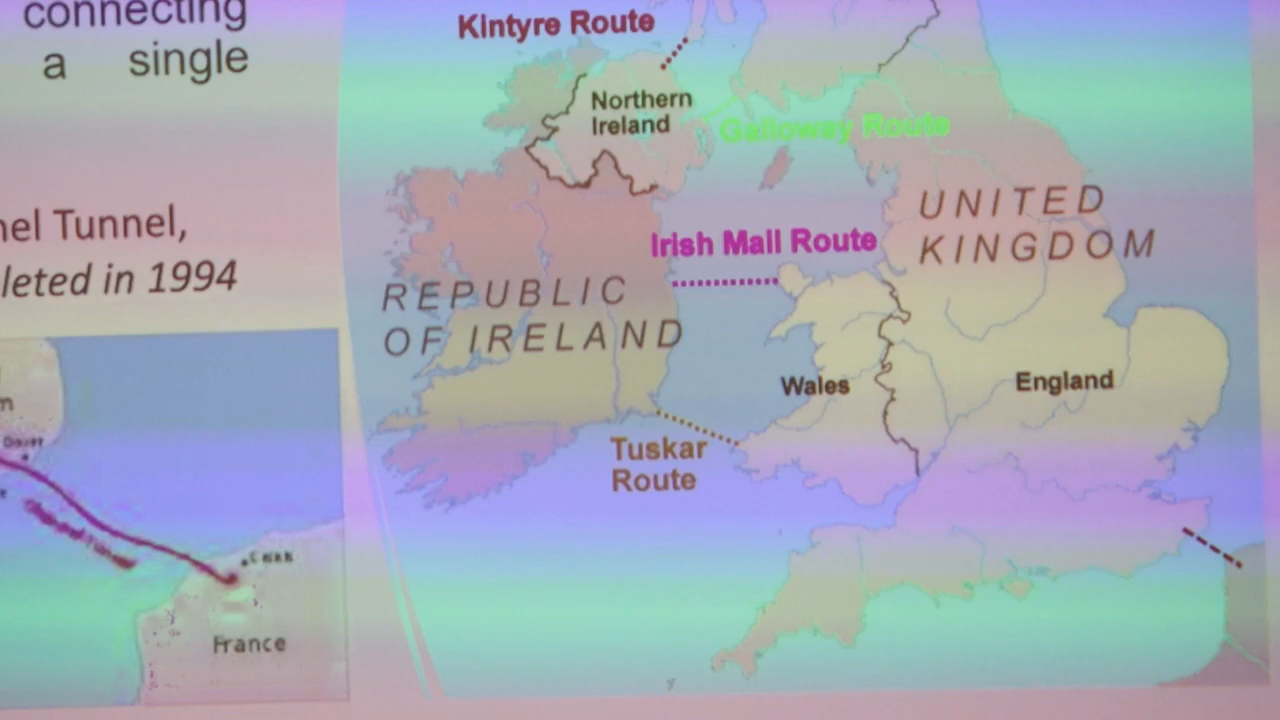 connecting
a single
nel Tunnel,
leted in 1994
Dover
France
Kintyre Route
Northern
Ireland
Galloway Route
Irish Mail Route
UNITED
KINGDOM
REPUBLIC
OF IRELAND
Wales
England
Tuskar
Route